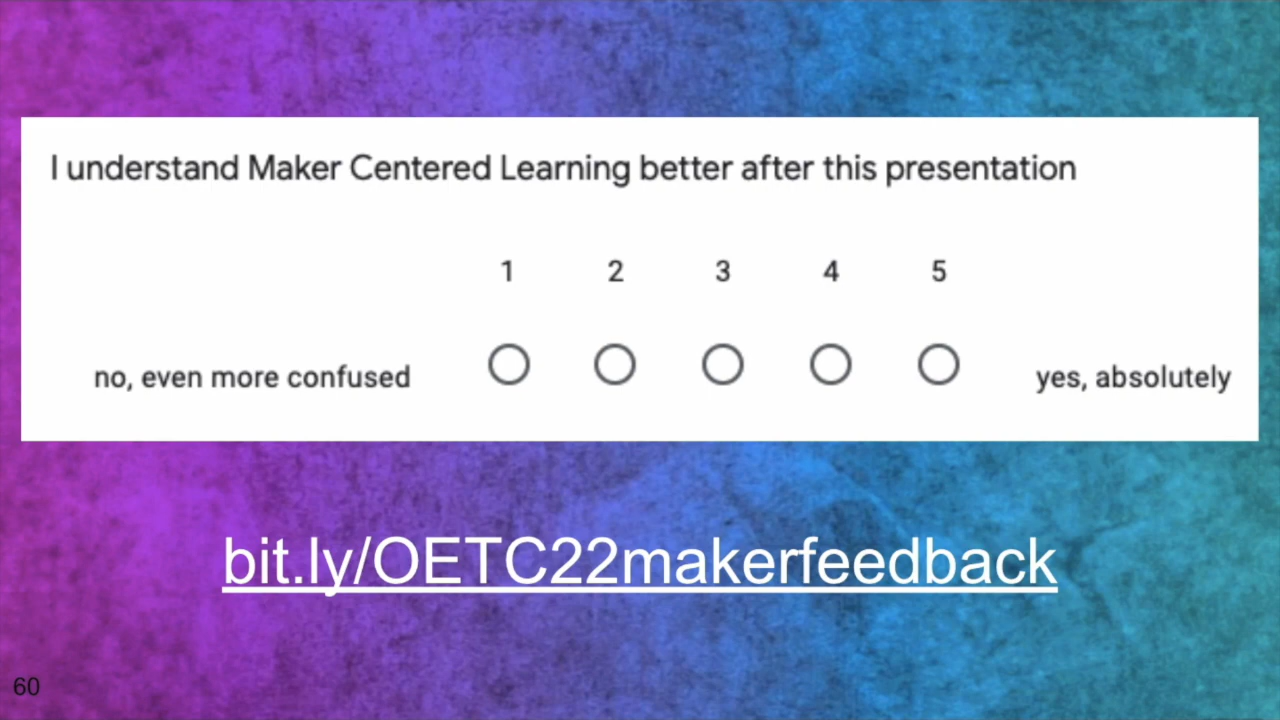 I understand Maker Centered Learning better after this presentation
1 2 3 4 5
no, even more confused yes, absolutely
bit.ly/OETC22makerfeedback
60